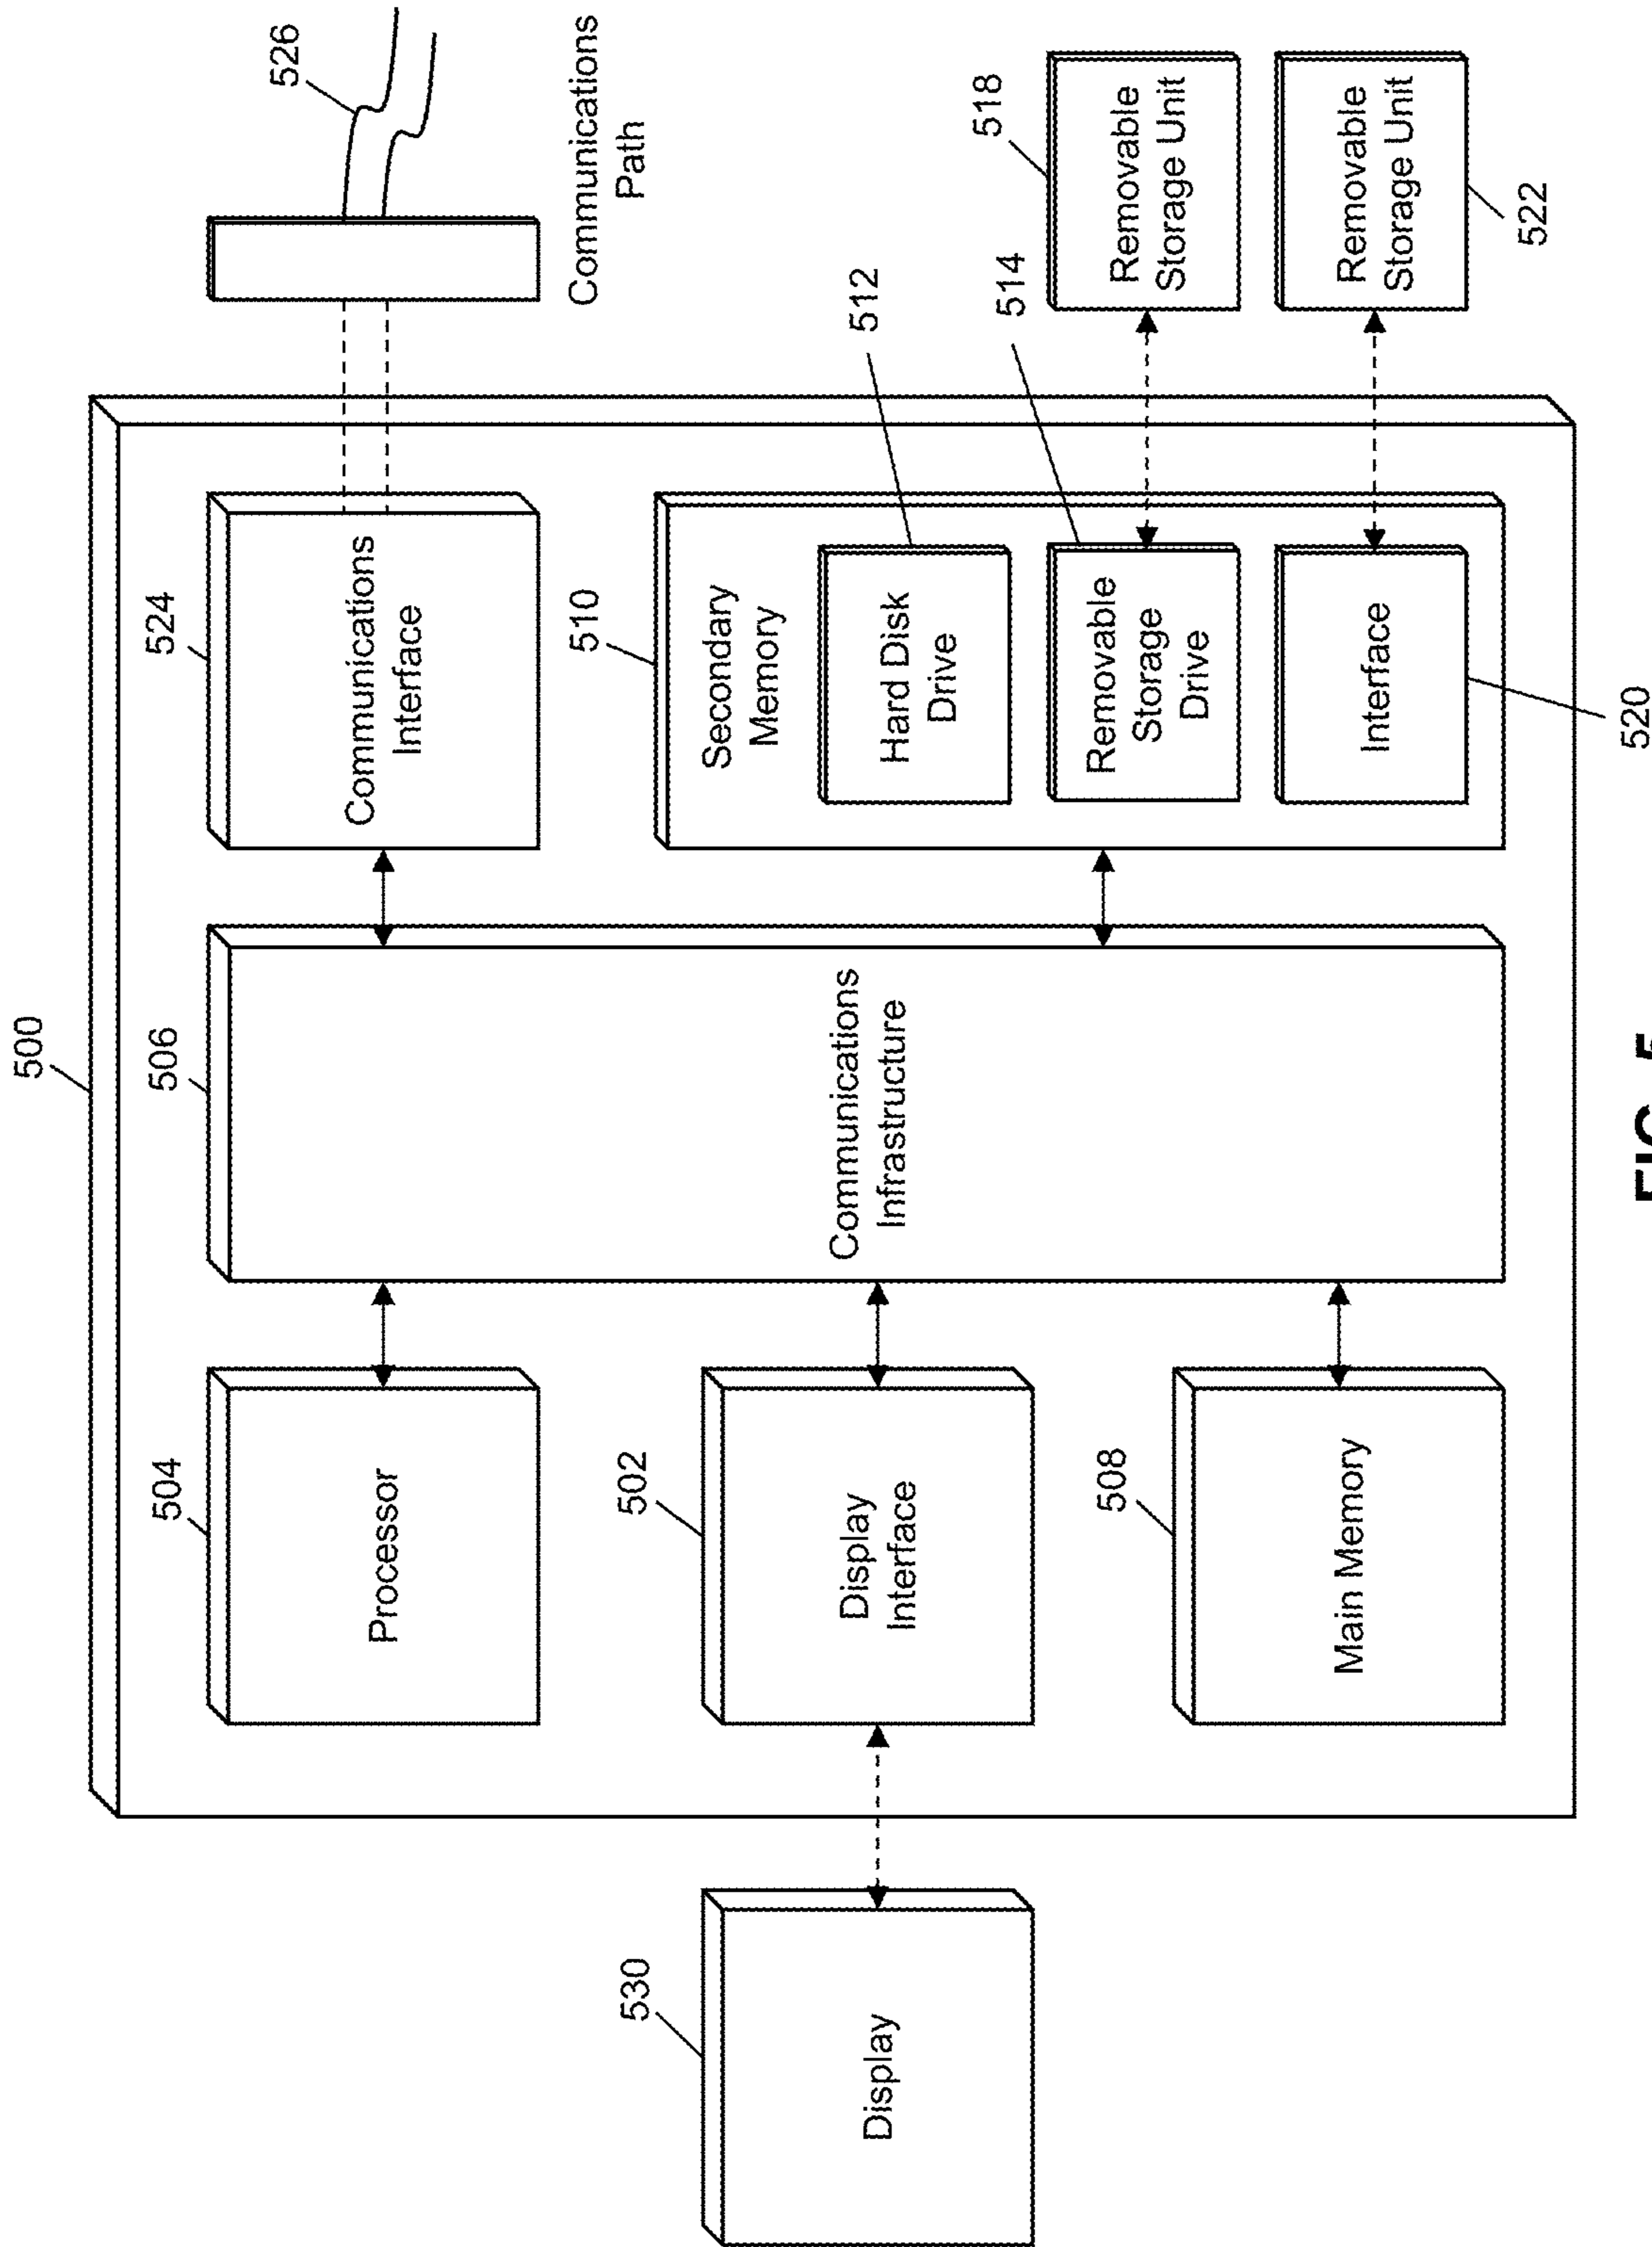 500
504
506
524
526
Processor
Communications
Interface
Communications
Path
530
502
510
Display
Display
Interface
Communications
Infrastructure
Secondary
Memory
512
Hard Disk
Drive
508
514
518
Removable
Storage
Drive
Removable
Storage Unit
Main Memory
Interface
Removable
Storage Unit
520
522
FIG. 5